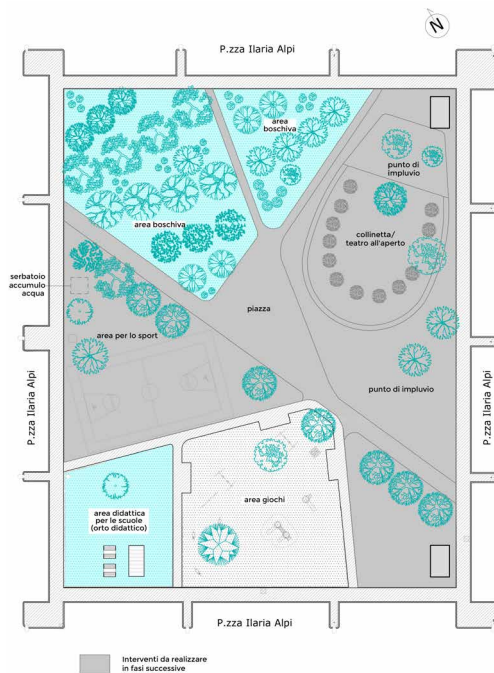 N
P.zza Ilaria Alpi
area
boschiva
punto di
impluvio
area boschiva
collinetta/
teatro all'aperto
serbatoio
accumulo
acqua
piazza
area per lo sport
P.zza Ilaria Alpi
P.zza Ilaria Alpi
punto di impluvio
area didattica
per le scuole
(orto didattico)
area giochi
P.zza Ilaria Alpi
Interventi da realizzare
in fasi successive